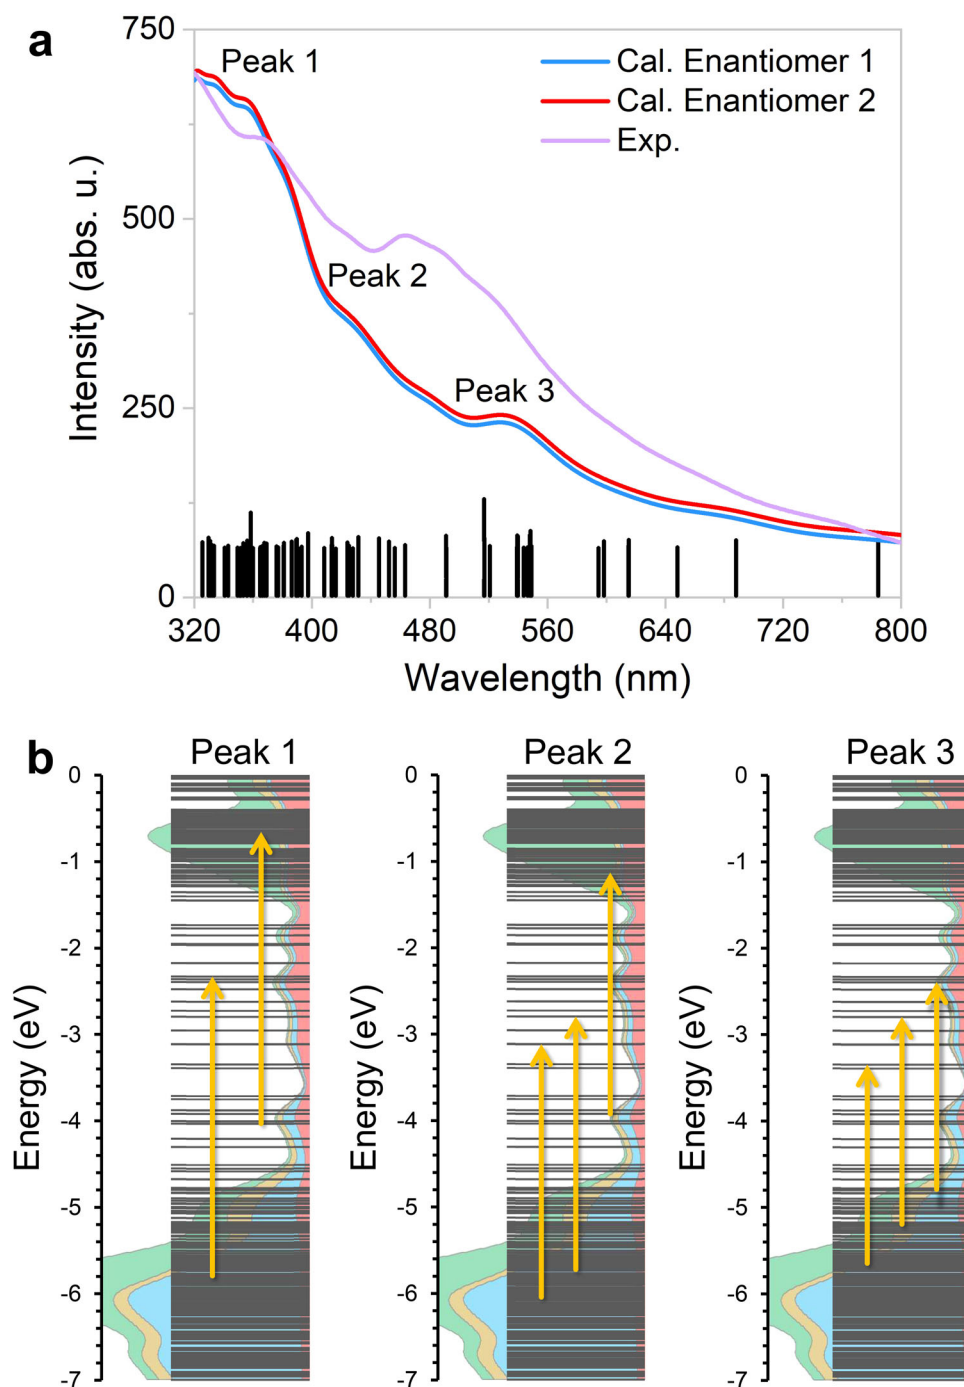 a
750
500
250
0
Intensity (abs. u.)
Peak 1
Peak 2
Peak 3
Cal. Enantiomer 1
Cal. Enantiomer 2
Exp.
320 400 480 560 640 720 800
Wavelength (nm)
b
Peak 1
Energy (eV)
0
-1
-2
-3
-4
-5
-6
-7
Peak 2
Energy (eV)
0
-1
-2
-3
-4
-5
-6
-7
Peak 3
Energy (eV)
0
-1
-2
-3
-4
-5
-6
-7